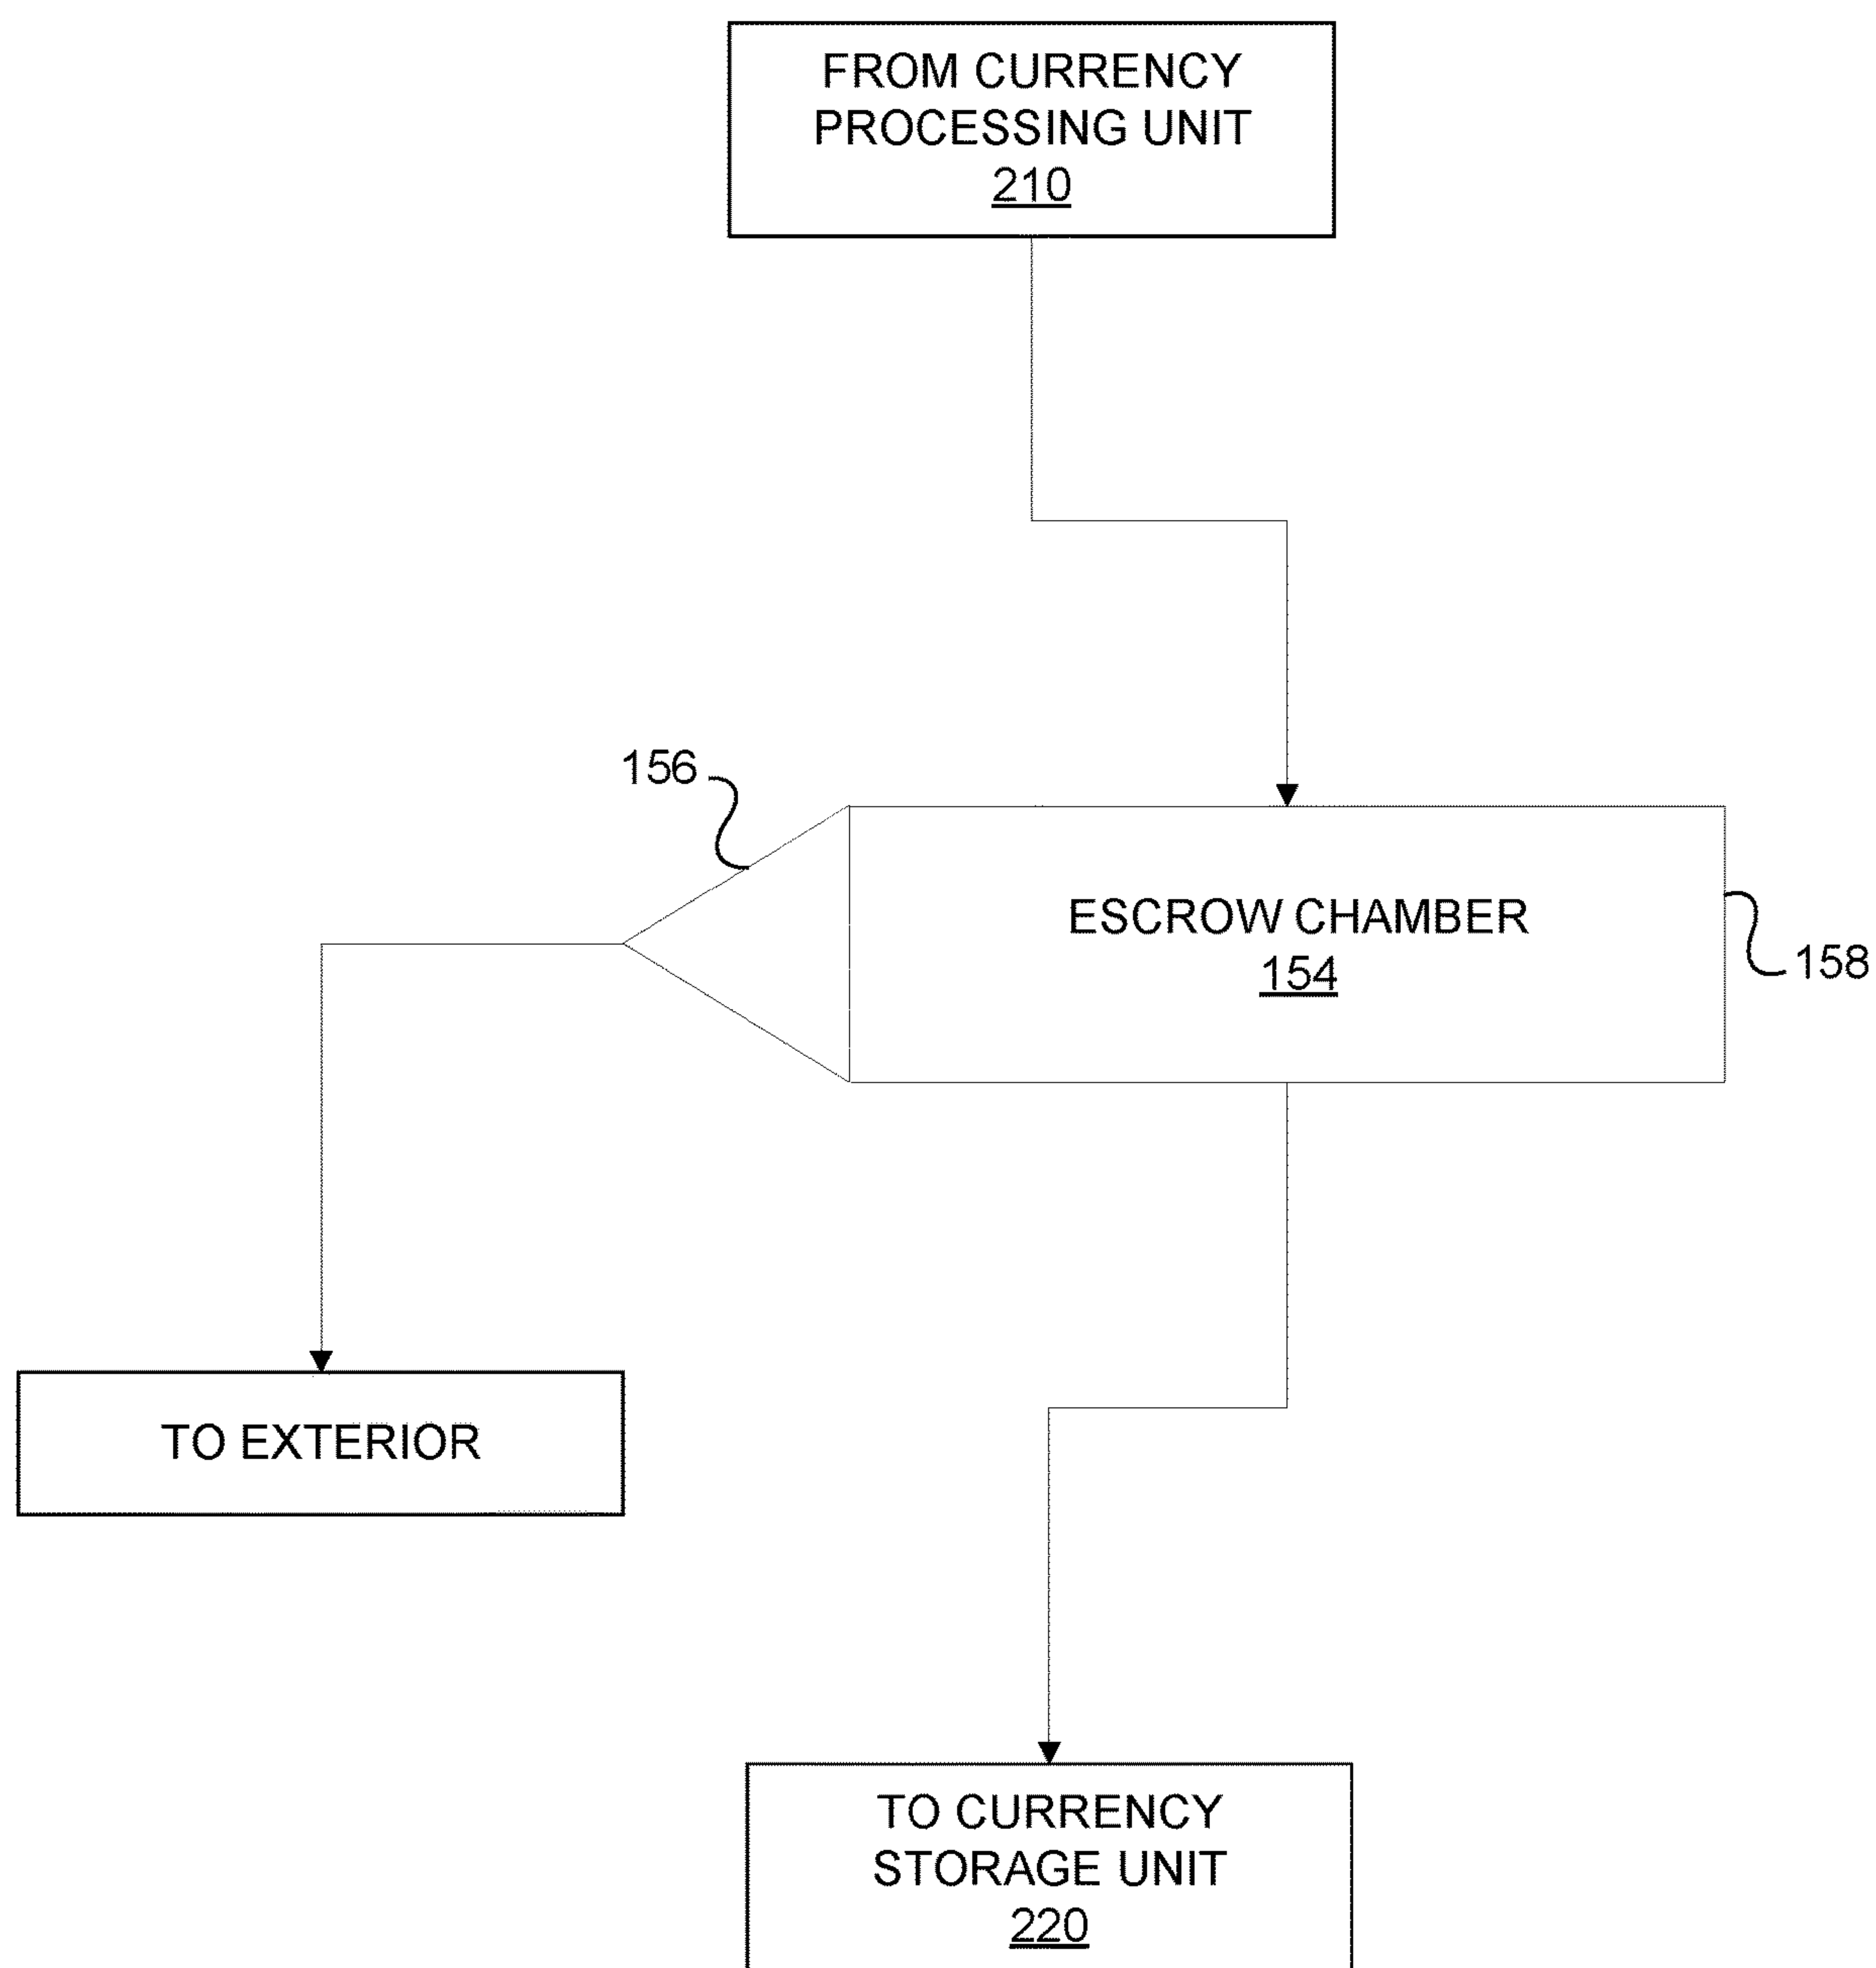 FROM CURRENCY
PROCESSING UNIT
210
156
ESCROW CHAMBER
154
158
TO EXTERIOR
TO CURRENCY
STORAGE UNIT
220